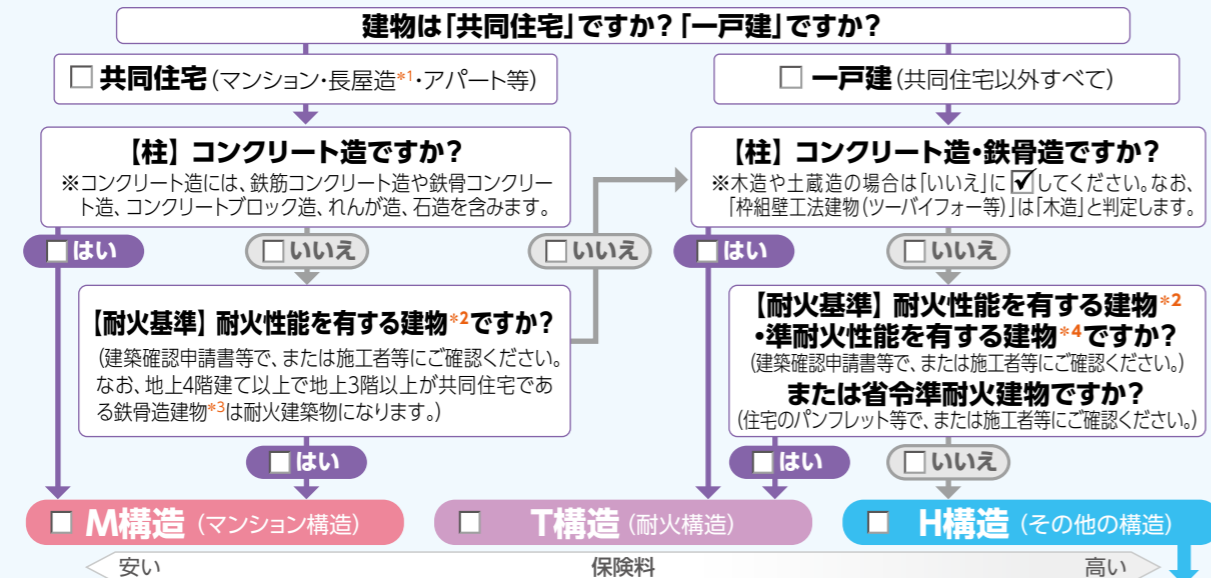 建物は「共同住宅」ですか？「一戸建」ですか？
□ 共同住宅（マンション・長屋造*1・アパート等）
□ 一戸建（共同住宅以外すべて）
【柱】コンクリート造ですか？
※コンクリート造には、鉄筋コンクリート造や鉄骨コンクリー
ト造、コンクリートブロック造、れんが造、石造を含みます。
【柱】コンクリート造・鉄骨造ですか？
※木造や土蔵造の場合は「いいえ」に☑してください。なお、
「枠組壁工法建物（ツーバイフォー等）」は「木造」と判定します。
□はい
□いいえ
□いいえ
□はい
□いいえ
【耐火基準】耐火性能を有する建物*2ですか？
（建築確認申請書等で、または施工者等にご確認ください。
なお、地上4階建て以上で地上3階以上が共同住宅であ
る鉄骨造建物*3は耐火建築物になります。）
【耐火基準】耐火性能を有する建物*2
・準耐火性能を有する建物*4ですか？
（建築確認申請書等で、または施工者等にご確認ください。）
または省令準耐火建物ですか？
（住宅のパンフレット等で、または施工者等にご確認ください。）
□はい
□はい
□いいえ
□ M構造（マンション構造）
□ T構造（耐火構造）
□ H構造（その他の構造）
安い
保険料
高い